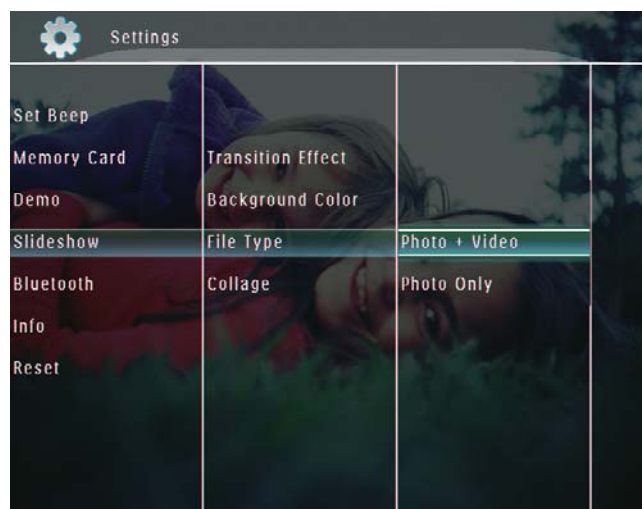 Settings
Set Beep
Memory Card
Demo
Slideshow
Bluetooth
Info
Reset
Transition Effect
Background Color
File Type
Collage
Photo + Video
Photo Only